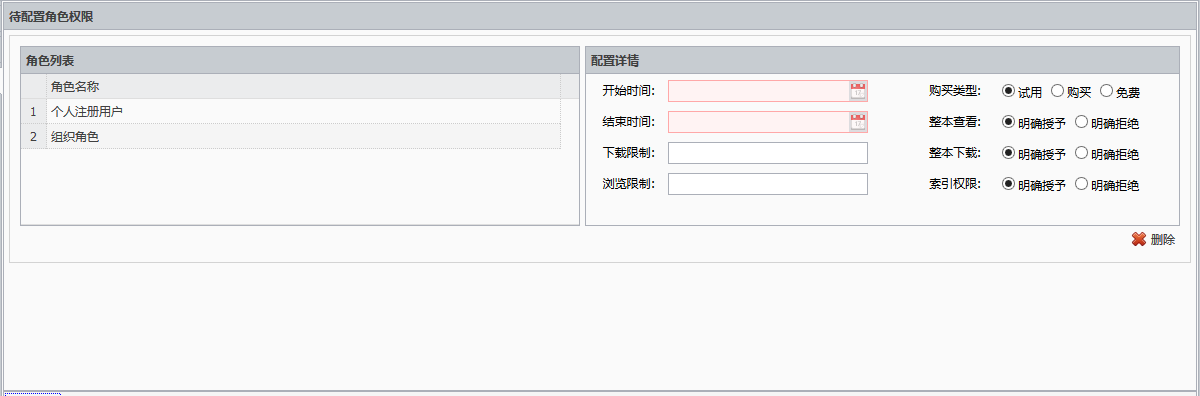 待配置角色权限
角色列表
角色名称
1 个人注册用户
2 组织角色
配置详情
开始时间: 购买类型: 试用 购买 免费
结束时间: 整本查看: 明确授予 明确拒绝
下载限制: 整本下载: 明确授予 明确拒绝
浏览限制: 索引权限: 明确授予 明确拒绝
删除